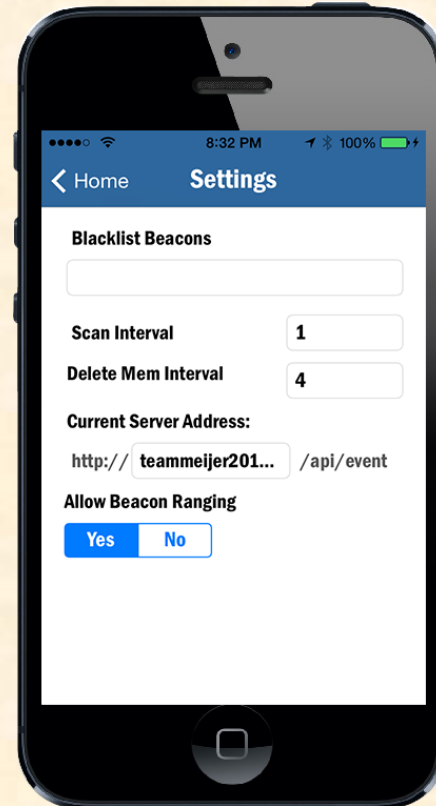 8:32 PM 100%
Home Settings
Blacklist Beacons
Scan Interval 1
Delete Mem Interval 4
Current Server Address:
http:// teammeijer201... /api/event
Allow Beacon Ranging
Yes No